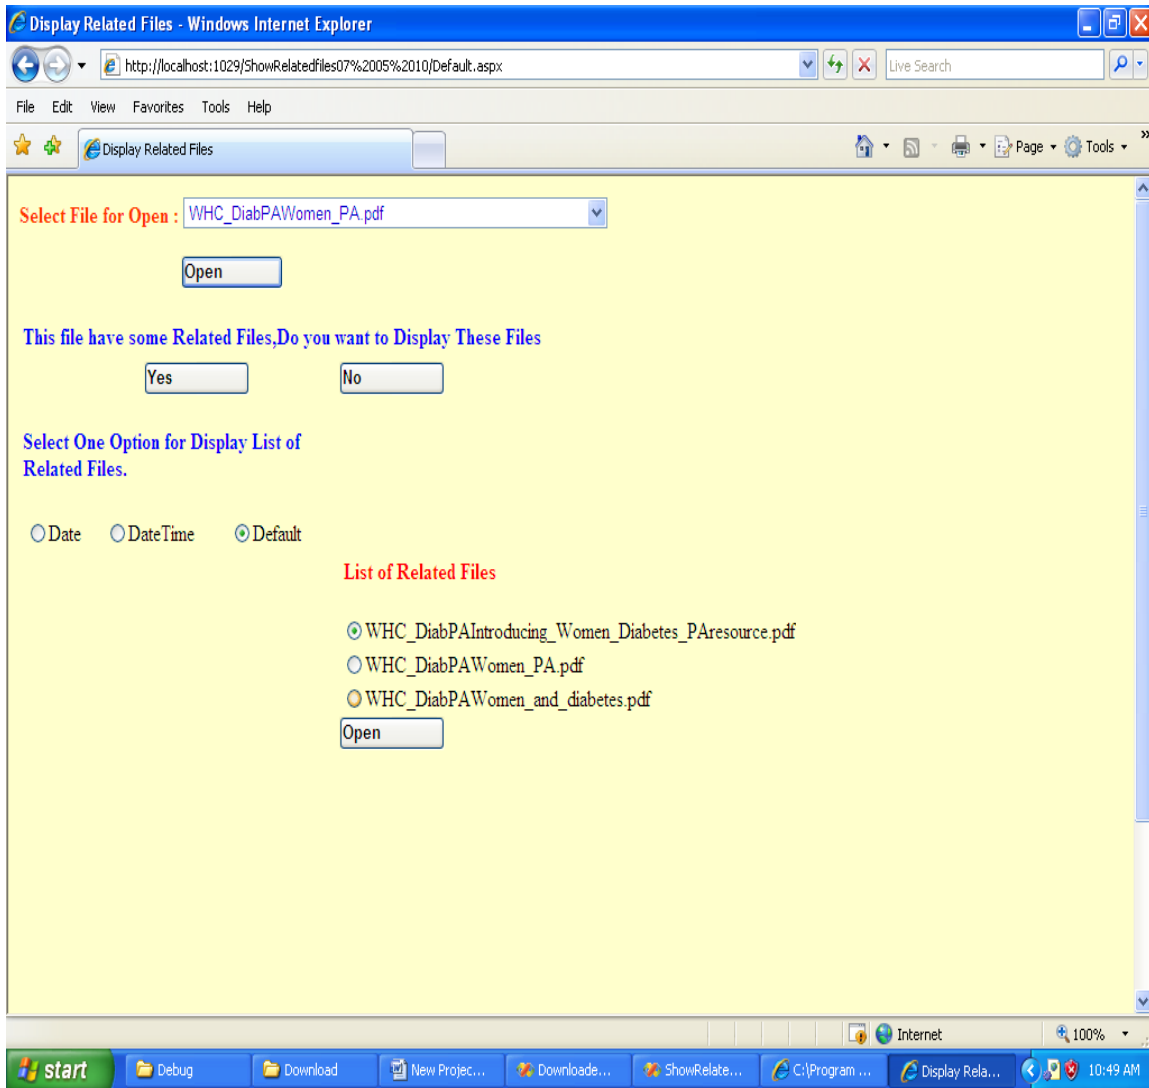 Display Related Files - Windows Internet Explorer
http://localhost:1029/ShowRelatedfiles07%2005%2010/Default.aspx
Live Search
File Edit View Favorites Tools Help
Display Related Files
Page Tools »
Select File for Open : WHC_DiabPAWomen_PA.pdf
Open
This file have some Related Files,Do you want to Display These Files
Yes No
Select One Option for Display List of
Related Files.
Date DateTime Default
List of Related Files
WHC_DiabPAIntroducing_Women_Diabetes_PAresource.pdf
WHC_DiabPAWomen_PA.pdf
WHC_DiabPAWomen_and_diabetes.pdf
Open
Internet 100%
start Debug Download New Projec... Downloade... ShowRelate... C:\Program ... Display Rela... 10:49 AM